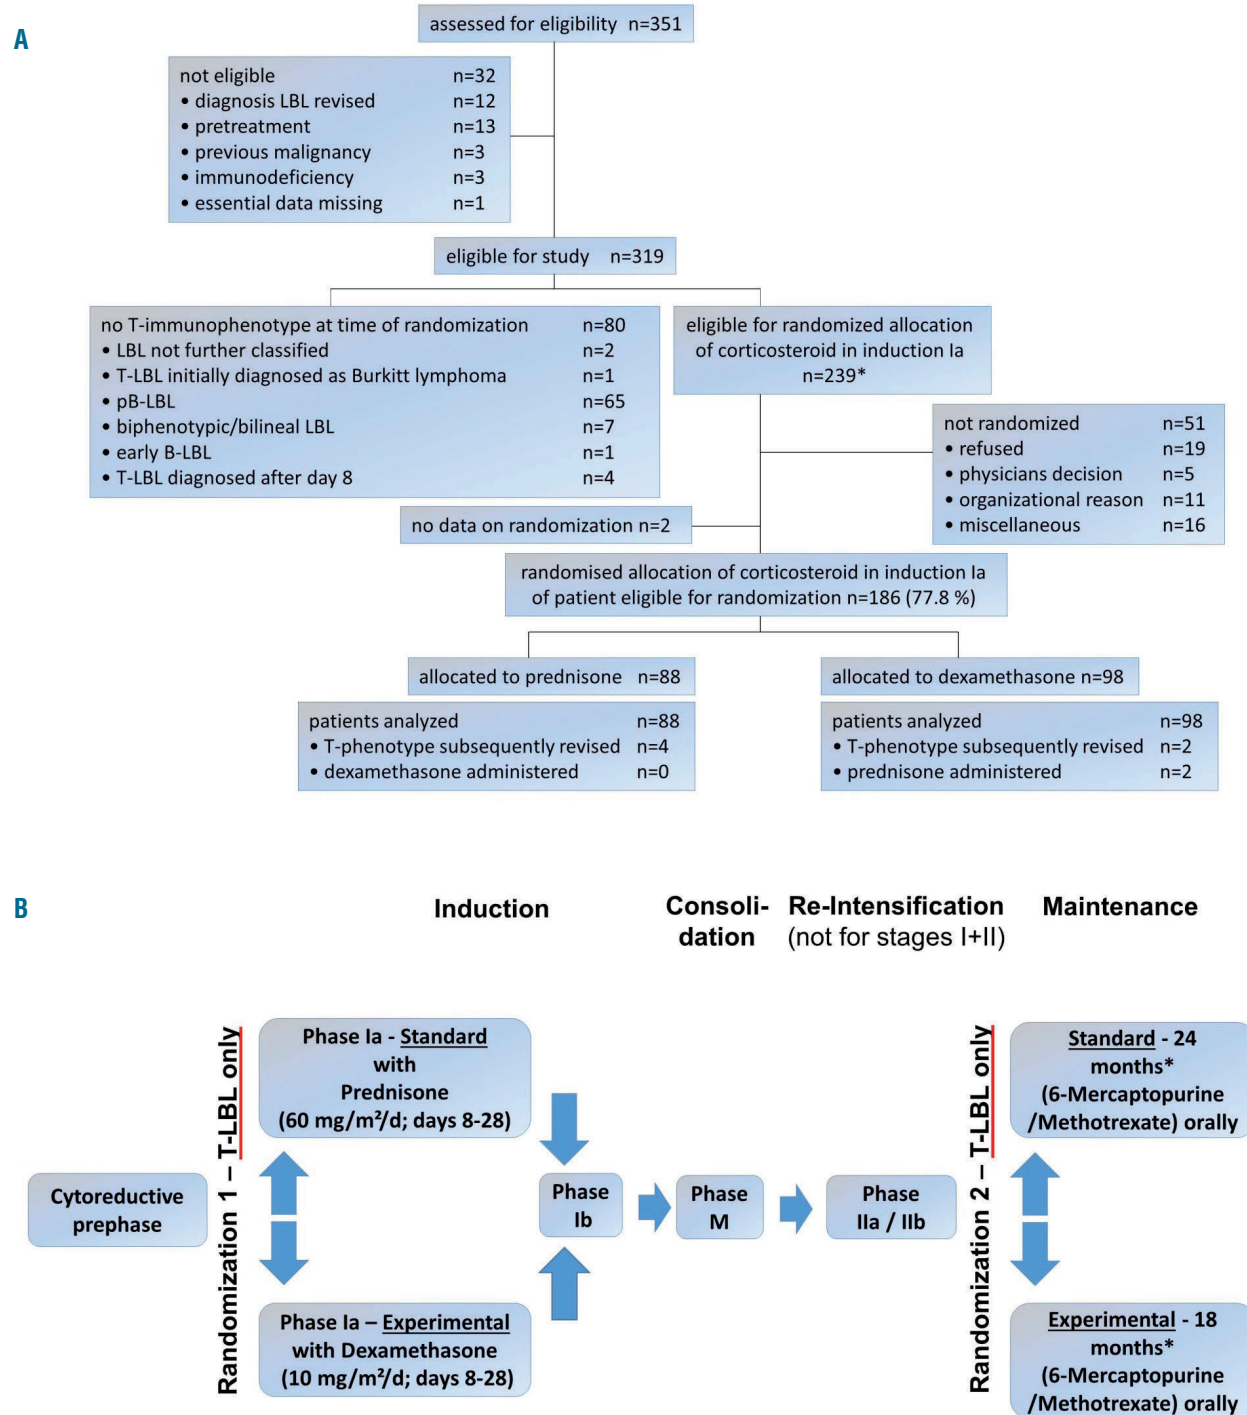 A
assessed for eligibility n=351
not eligible n=32
• diagnosis LBL revised n=12
• pretreatment n=13
• previous malignancy n=3
• immunodeficiency n=3
• essential data missing n=1
eligible for study n=319
no T-immunophenotype at time of randomization n=80
• LBL not further classified n=2
• T-LBL initially diagnosed as Burkitt lymphoma n=1
• pB-LBL n=65
• biphenotypic/bilineal LBL n=7
• early B-LBL n=1
• T-LBL diagnosed after day 8 n=4
eligible for randomized allocation
of corticosteroid in induction Ia
n=239*
not randomized n=51
• refused n=19
• physicians decision n=5
• organizational reason n=11
• miscellaneous n=16
no data on randomization n=2
randomised allocation of corticosteroid in induction Ia
of patient eligible for randomization n=186 (77.8 %)
allocated to prednisone n=88
allocated to dexamethasone n=98
patients analyzed n=88
• T-phenotype subsequently revised n=4
• dexamethasone administered n=0
patients analyzed n=98
• T-phenotype subsequently revised n=2
• prednisone administered n=2
B
Induction
Consoli-
dation
Re-Intensification
(not for stages I+II)
Maintenance
Cytoreductive
prephase
Randomization 1 – T-LBL only
Phase Ia - Standard
with
Prednisone
(60 mg/m²/d; days 8-28)
Phase Ia – Experimental
with Dexamethasone
(10 mg/m²/d; days 8-28)
Phase
Ib
Phase
M
Phase
IIa / IIb
Randomization 2 – T-LBL only
Standard - 24
months*
(6-Mercaptopurine
/Methotrexate) orally
Experimental - 18
months*
(6-Mercaptopurine
/Methotrexate) orally